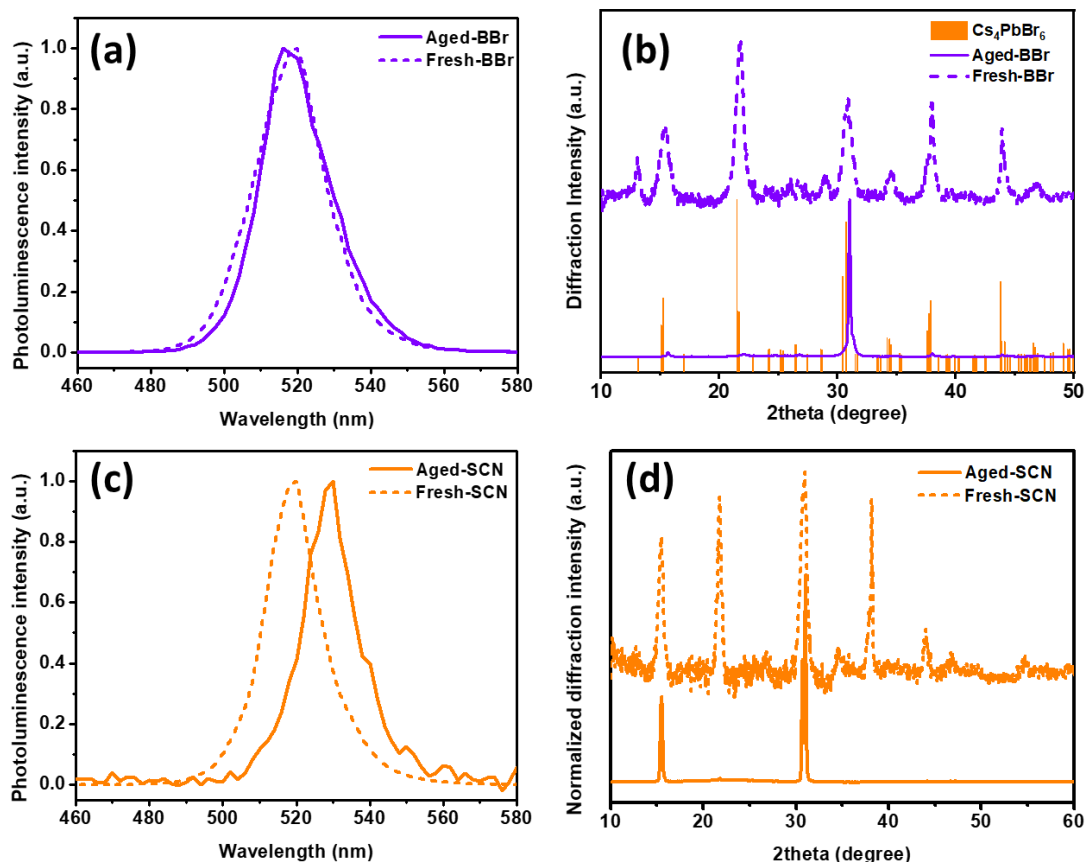 (a)
Aged-BBr
Fresh-BBr
Photoluminescence intensity (a.u.)
1.0
0.8
0.6
0.4
0.2
0.0
460 480 500 520 540 560 580
Wavelength (nm)
(b)
Cs₄PbBr₆
Aged-BBr
Fresh-BBr
Diffraction Intensity (a.u.)
10 20 30 40 50
2theta (degree)
(c)
Aged-SCN
Fresh-SCN
Photoluminescence intensity (a.u.)
1.0
0.8
0.6
0.4
0.2
0.0
460 480 500 520 540 560 580
Wavelength (nm)
(d)
Aged-SCN
Fresh-SCN
Normalized diffraction intensity (a.u.)
10 20 30 40 50 60
2theta (degree)